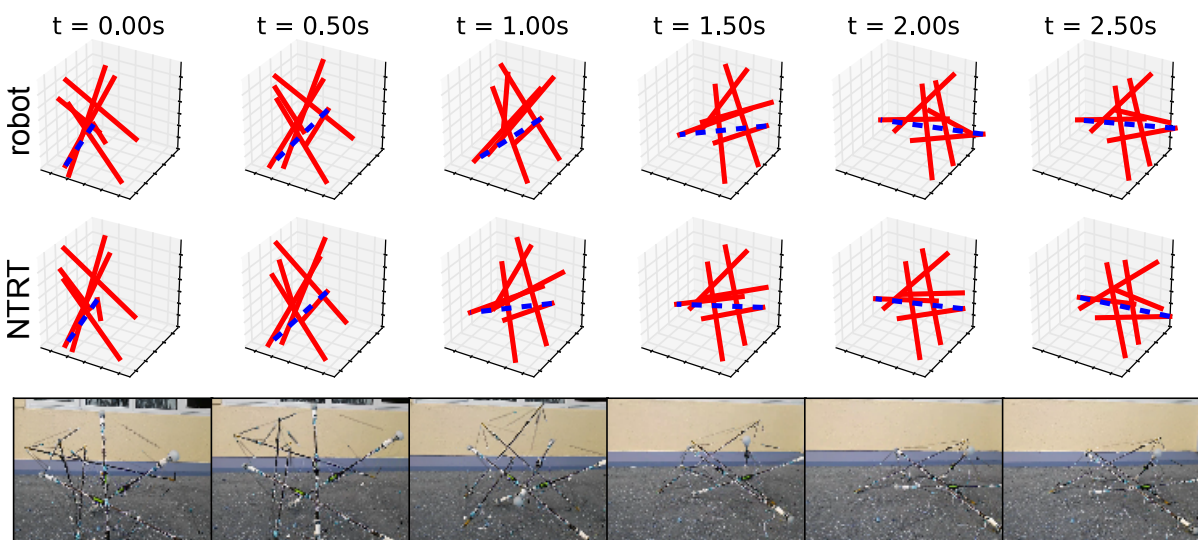 t = 0.00s t = 0.50s t = 1.00s t = 1.50s t = 2.00s t = 2.50s
robot
NTRT